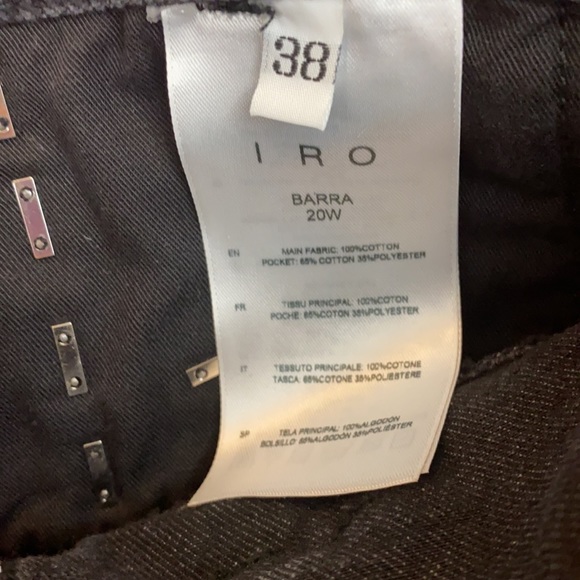 38
I R O
BARRA
20W
EN
MAIN FABRIC: 100%COTTON
POCKET: 65% COTTON 35%POLYESTER
FR
TISSU PRINCIPAL: 100%COTON
POCHE: 65%COTON 35%POLYESTER
IT
TESSUTO PRINCIPALE: 100%COTONE
TASCA: 65%COTONE 35%POLIESTERE
SP
TELA PRINCIPAL: 100%ALGODON
BOLSILLO: 65%ALGODON 35%POLIÉSTER